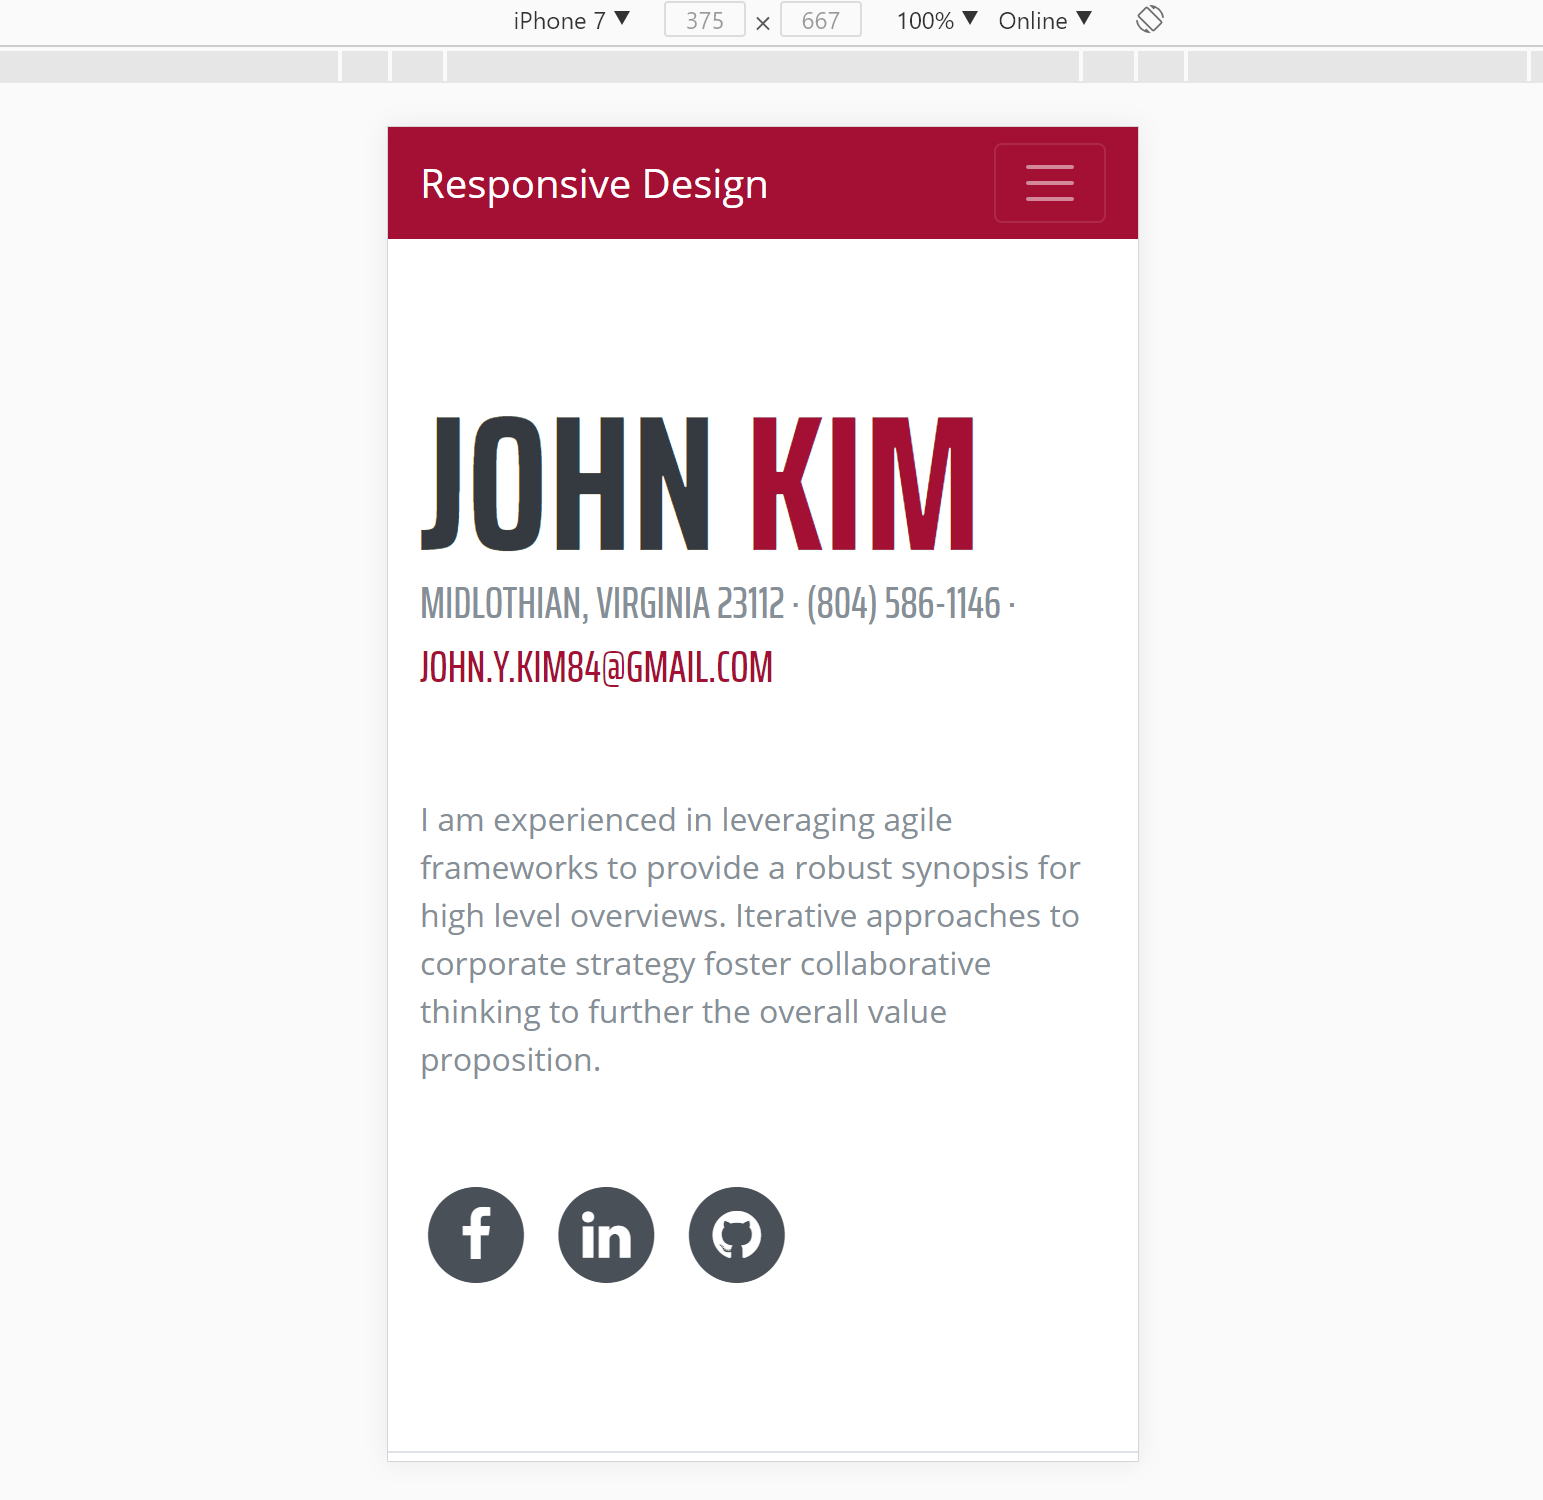 iPhone 7 ▼ 375 × 667 100% ▼ Online ▼
Responsive Design
JOHN KIM
MIDLOTHIAN, VIRGINIA 23112 · (804) 586-1146 ·
JOHN.Y.KIM84@GMAIL.COM
I am experienced in leveraging agile
frameworks to provide a robust synopsis for
high level overviews. Iterative approaches to
corporate strategy foster collaborative
thinking to further the overall value
proposition.
f in